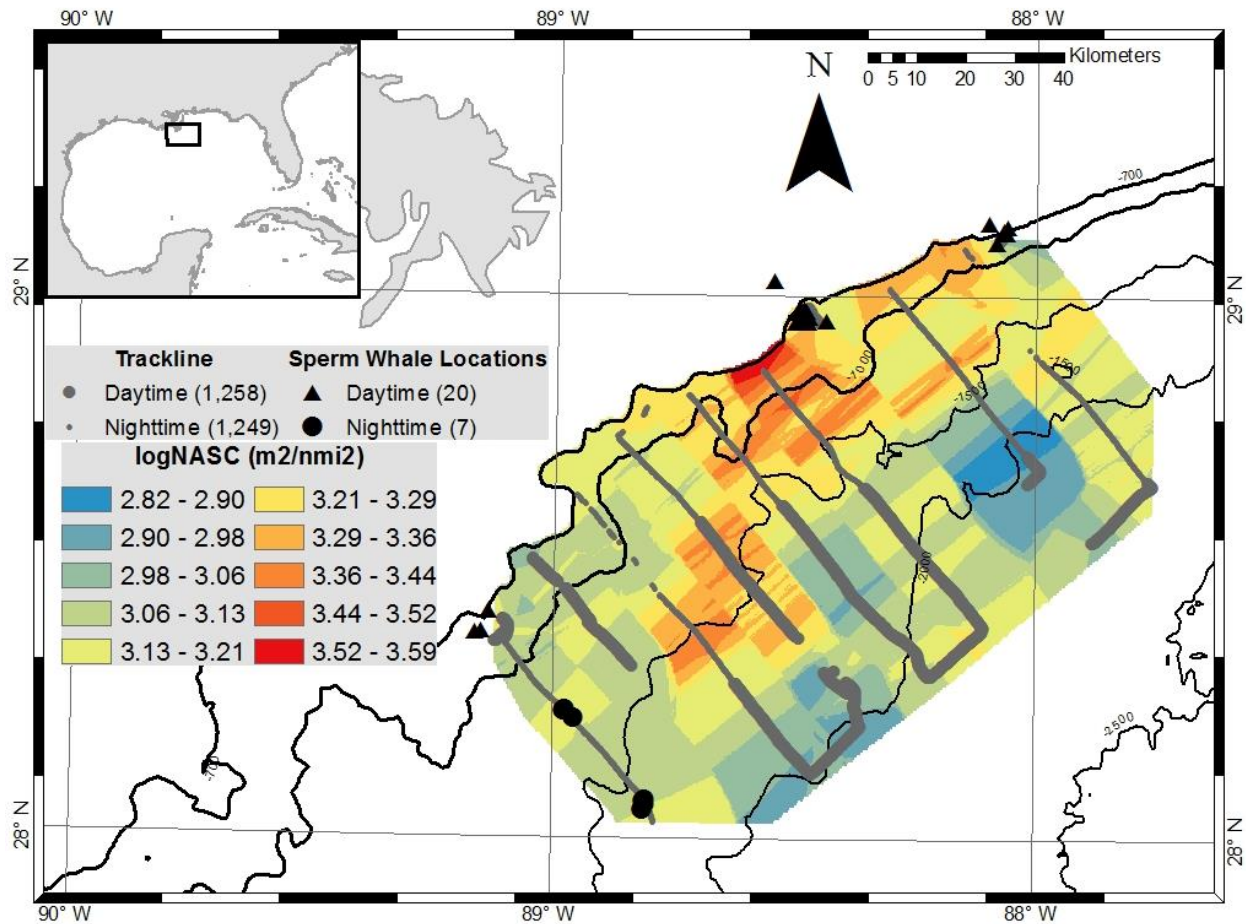 90° W 89° W 88° W
N
Kilometers
0 5 10 20 30 40
-700
29° N
29° N
Trackline Sperm Whale Locations
Daytime (1,258) Daytime (20)
Nighttime (1,249) Nighttime (7)
logNASC (m2/nmi2)
2.82 - 2.90 3.21 - 3.29
2.90 - 2.98 3.29 - 3.36
2.98 - 3.06 3.36 - 3.44
3.06 - 3.13 3.44 - 3.52
3.13 - 3.21 3.52 - 3.59
-1000
-1500
-1500
-2000
-2500
-700
28° N
28° N
90° W 89° W 88° W